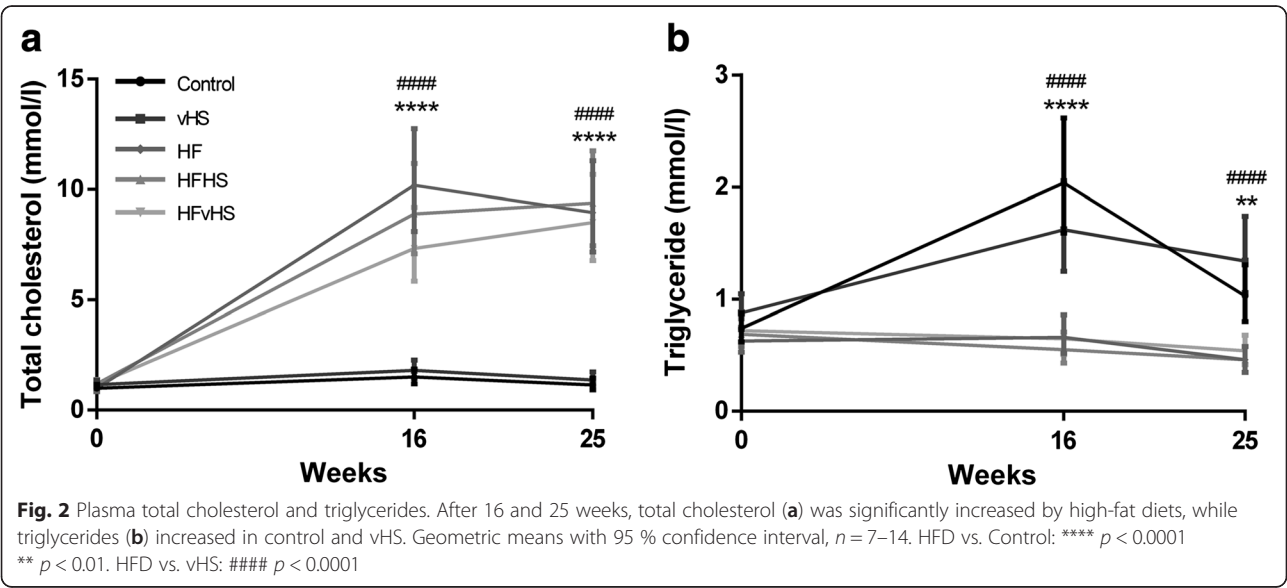 a
Total cholesterol (mmol/l)
15
10
5
0
Control
vHS
HF
HFHS
HFvHS
####
****
####
****
0
16
25
Weeks
b
Triglyceride (mmol/l)
3
2
1
0
####
****
####
**
0
16
25
Weeks
Fig. 2 Plasma total cholesterol and triglycerides. After 16 and 25 weeks, total cholesterol (a) was significantly increased by high-fat diets, while
triglycerides (b) increased in control and vHS. Geometric means with 95 % confidence interval, n = 7–14. HFD vs. Control: **** p < 0.0001
** p < 0.01. HFD vs. vHS: #### p < 0.0001